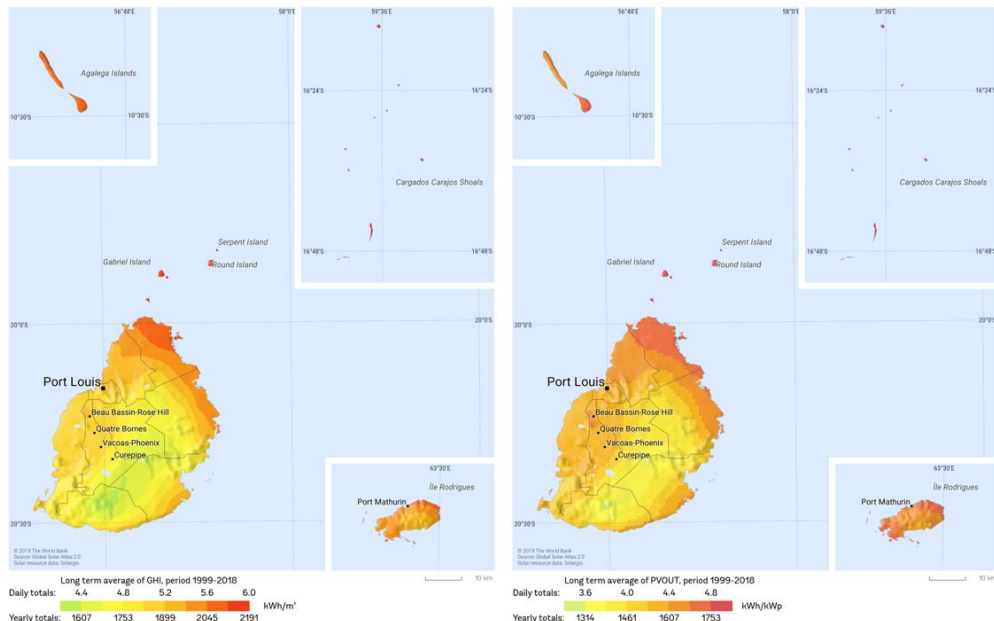 56°48'E
58°0'E
59°36'E
Agalega Islands
16°24'S
16°24'S
10°30'S
10°30'S
Cargados Carajos Shoals
Serpent Island
16°48'S
16°48'S
Gabriel Island
Round Island
20°0'S
20°0'S
Port Louis
Beau Bassin-Rose Hill
Quatre Bornes
Vacoas-Phoenix
Curepipe
63°30'E
Île Rodrigues
Port Mathurin
20°30'S
© 2019 The World Bank
Source: Global Solar Atlas 2.0
Solar resource data: Solargis
Long term average of GHI, period 1999-2018
10 km
Daily totals: 4.4 4.8 5.2 5.6 6.0
kWh/m²
Yearly totals: 1607 1753 1899 2045 2191
56°48'E
58°0'E
59°36'E
Agalega Islands
16°24'S
16°24'S
10°30'S
10°30'S
Cargados Carajos Shoals
Serpent Island
16°48'S
16°48'S
Gabriel Island
Round Island
20°0'S
20°0'S
Port Louis
Beau Bassin-Rose Hill
Quatre Bornes
Vacoas-Phoenix
Curepipe
63°30'E
Île Rodrigues
Port Mathurin
20°30'S
© 2019 The World Bank
Source: Global Solar Atlas 2.0
Solar resource data: Solargis
Long term average of PVOUT, period 1999-2018
10 km
Daily totals: 3.6 4.0 4.4 4.8
kWh/kWp
Yearly totals: 1314 1461 1607 1753